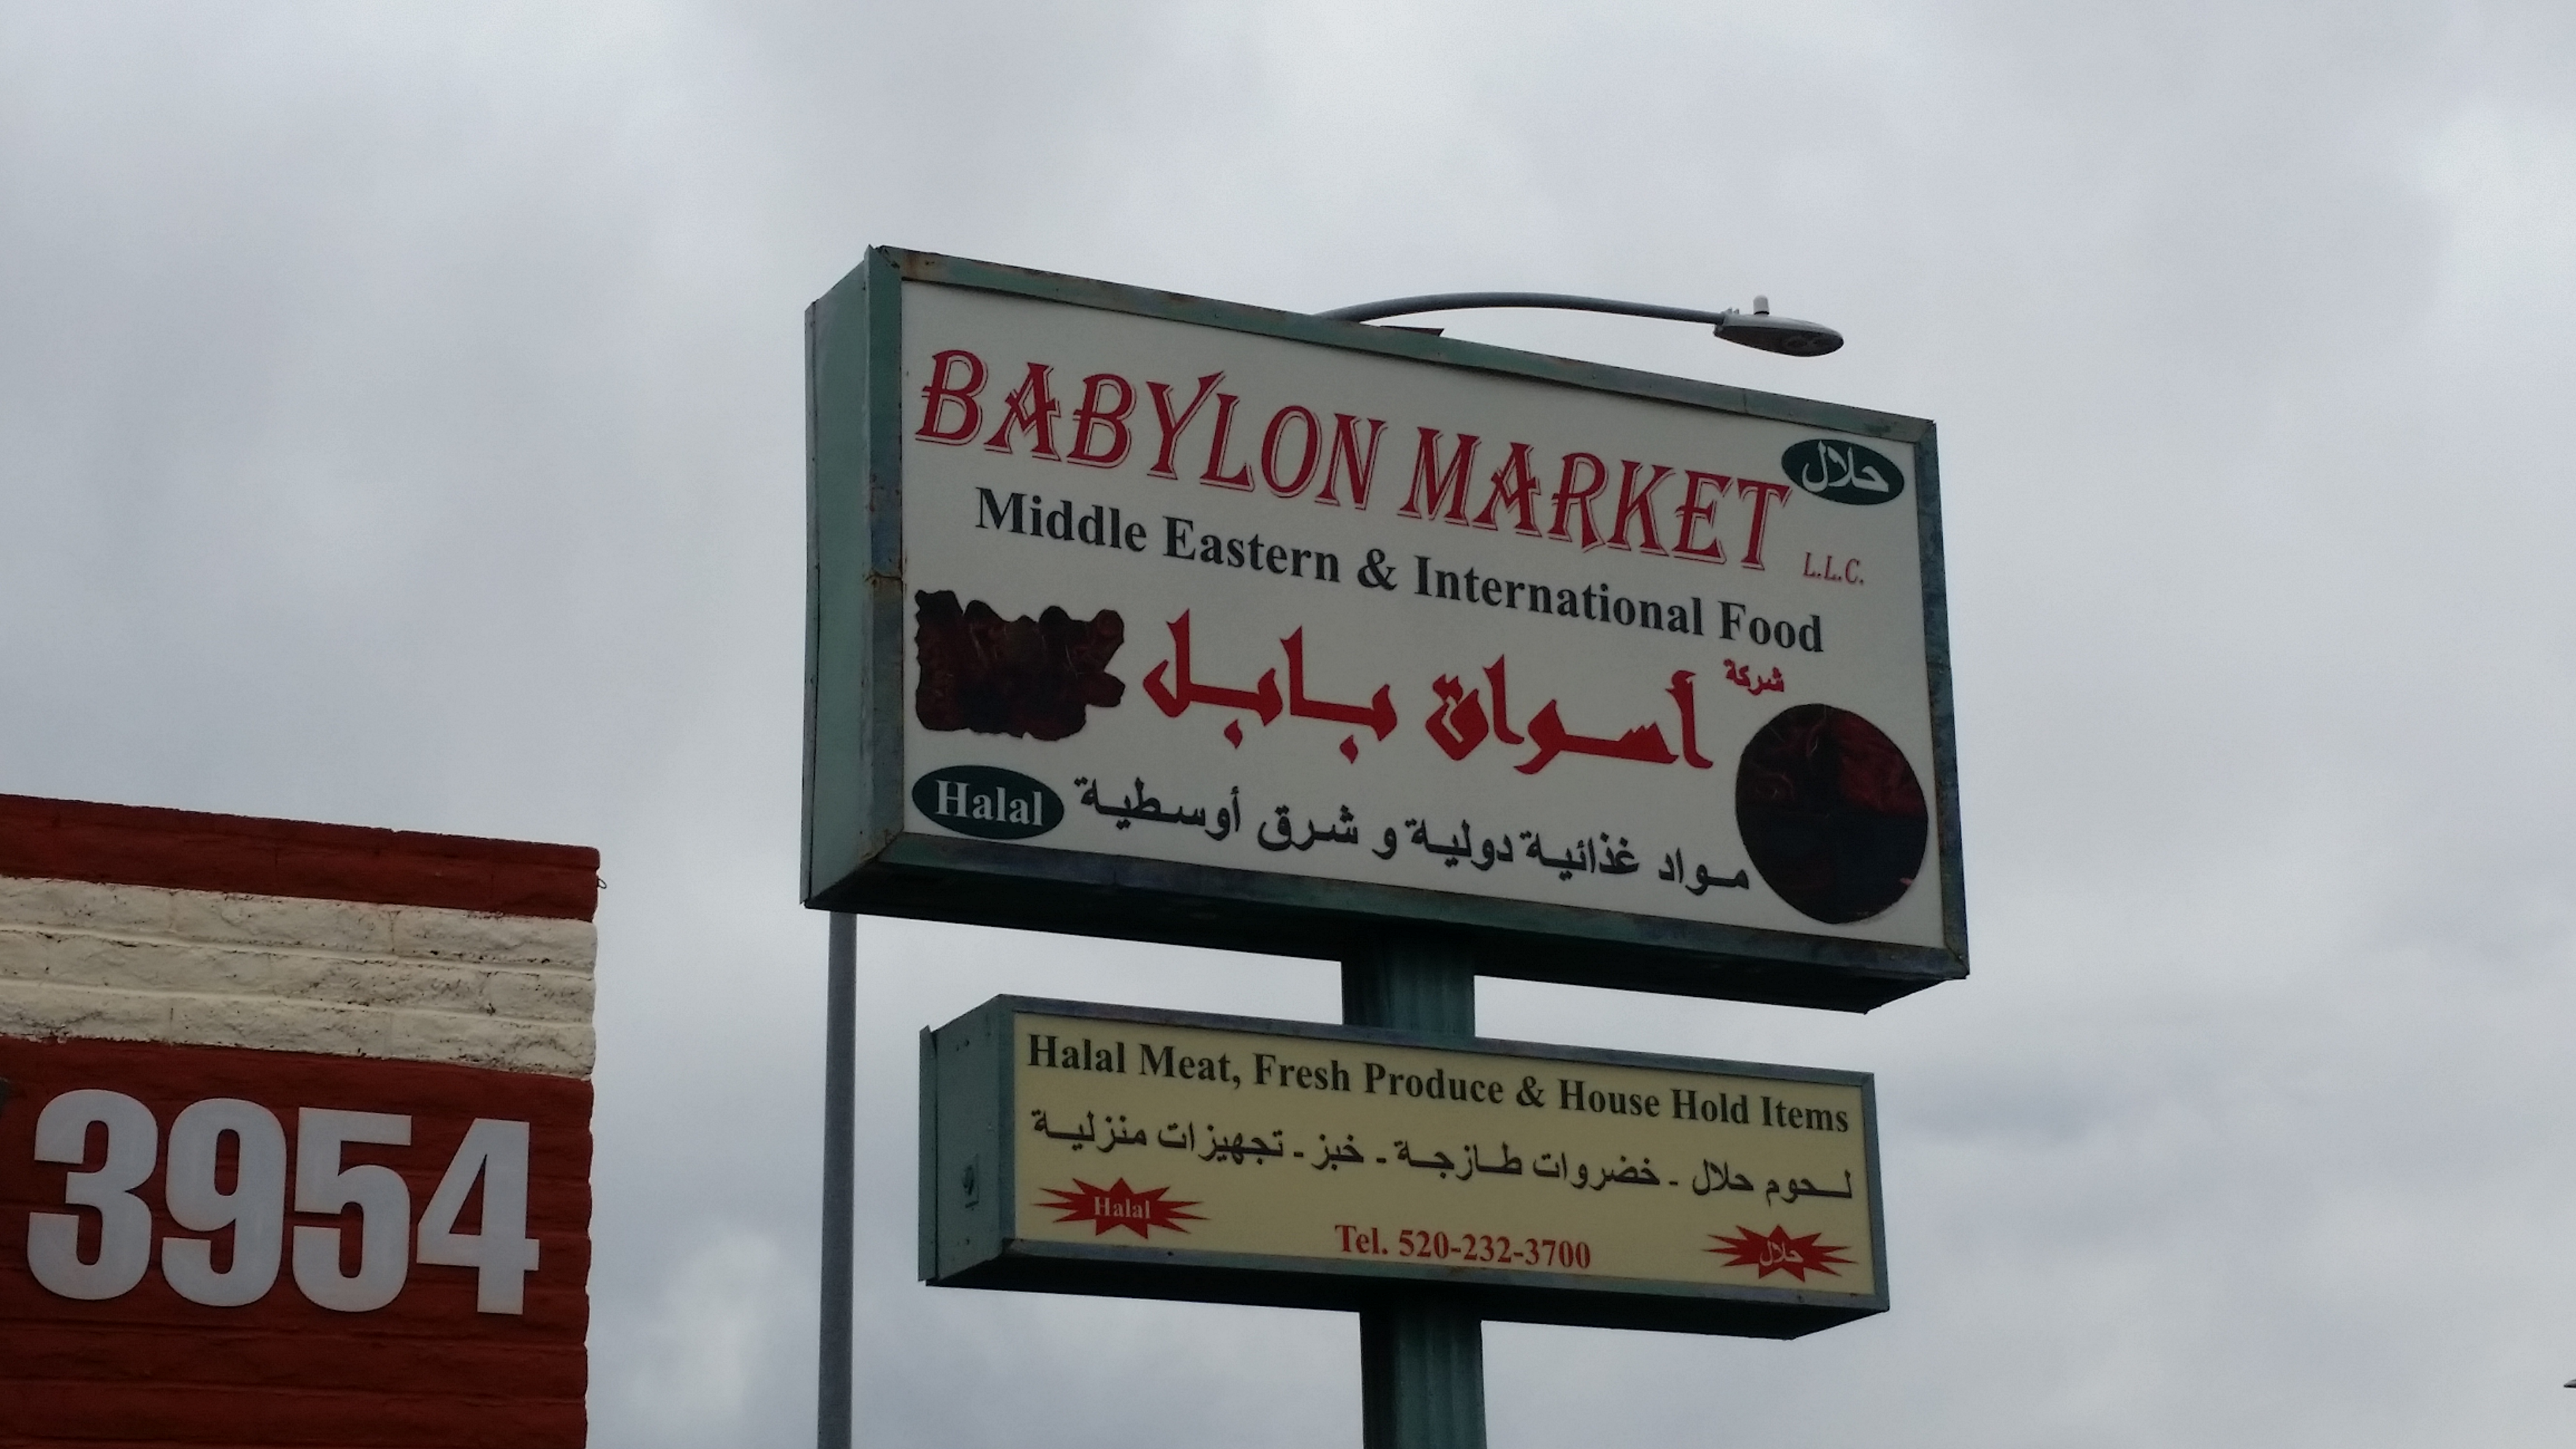 BABYLON MARKET L.L.C.
حلال
Middle Eastern & International Food
شركة
أسواق بابل
Halal
مواد غذائية دولية و شرق أوسطية
Halal Meat, Fresh Produce & House Hold Items
لحوم حلال - خضروات طازجة - خبز - تجهيزات منزلية
Halal
Tel. 520-232-3700
حلال
3954